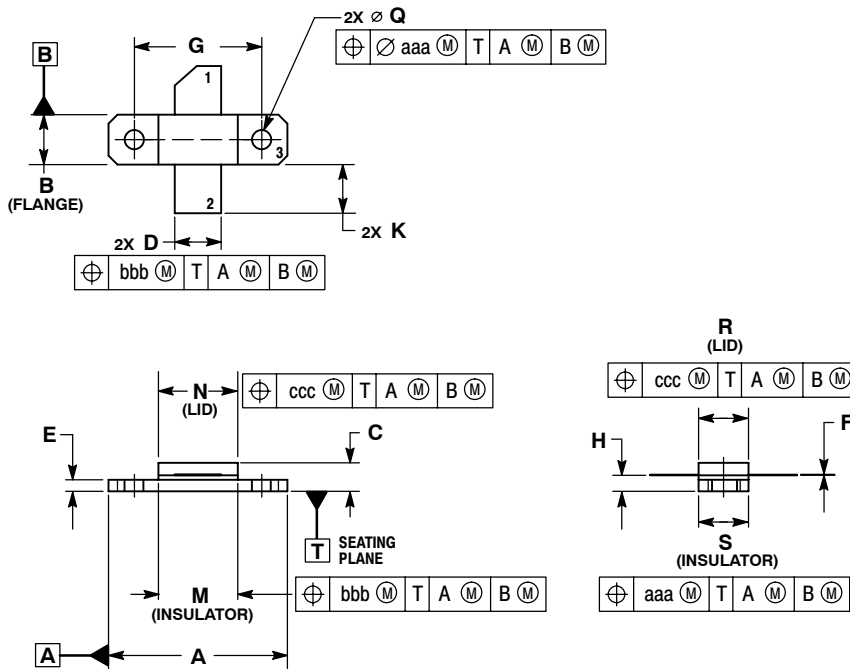 2X ⌀ Q
⌖ ⌀ aaa Ⓜ T A Ⓜ B Ⓜ
G
B
1
3
B
(FLANGE)
2
2X K
2X D
⌖ bbb Ⓜ T A Ⓜ B Ⓜ
R
(LID)
⌖ ccc Ⓜ T A Ⓜ B Ⓜ
N
(LID)
⌖ ccc Ⓜ T A Ⓜ B Ⓜ
E
C
H
F
T SEATING
PLANE
S
(INSULATOR)
M
(INSULATOR)
⌖ bbb Ⓜ T A Ⓜ B Ⓜ
⌖ aaa Ⓜ T A Ⓜ B Ⓜ
A
A